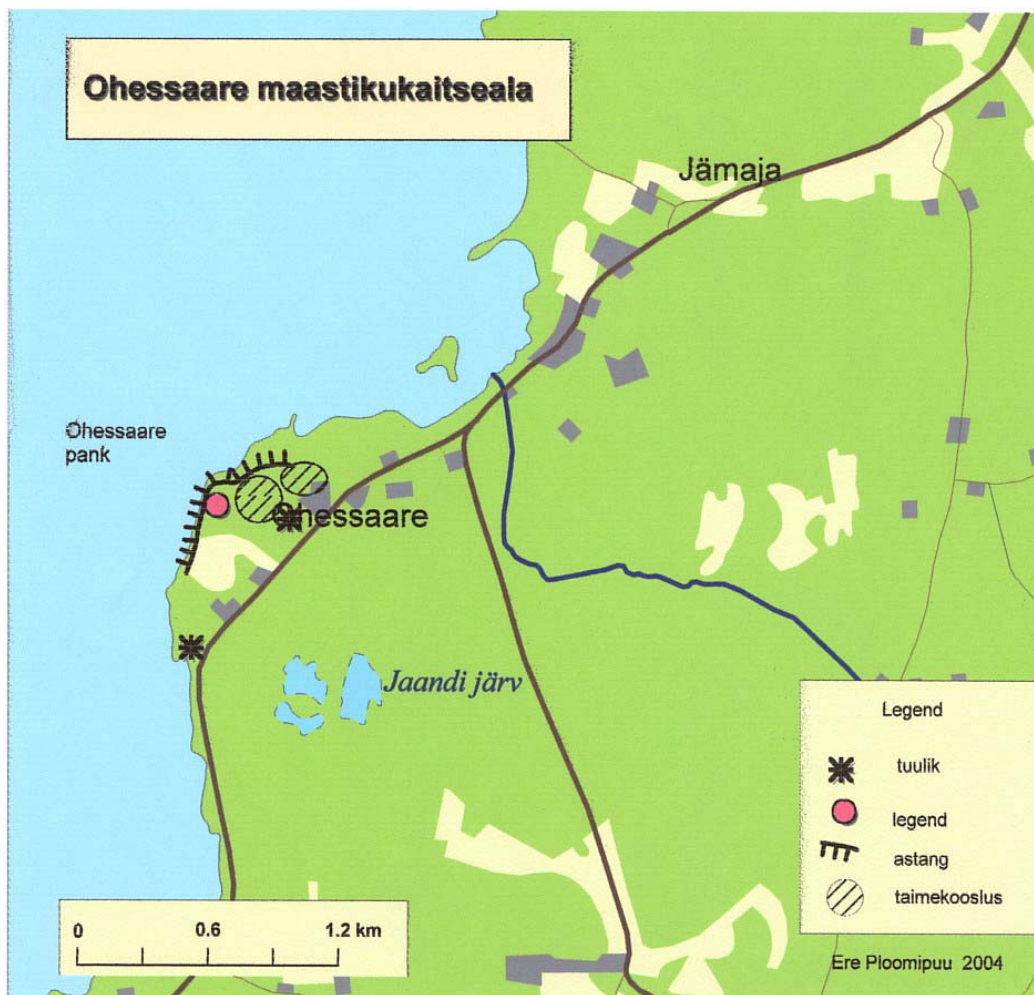 Ohessaare maastikukaitseala
Jämaja
Ohessaare
pank
Ohessaare
Jaandi järv
Legend
tuulik
legend
astang
taimekooslus
0 0.6 1.2 km
Ere Ploomipuu 2004